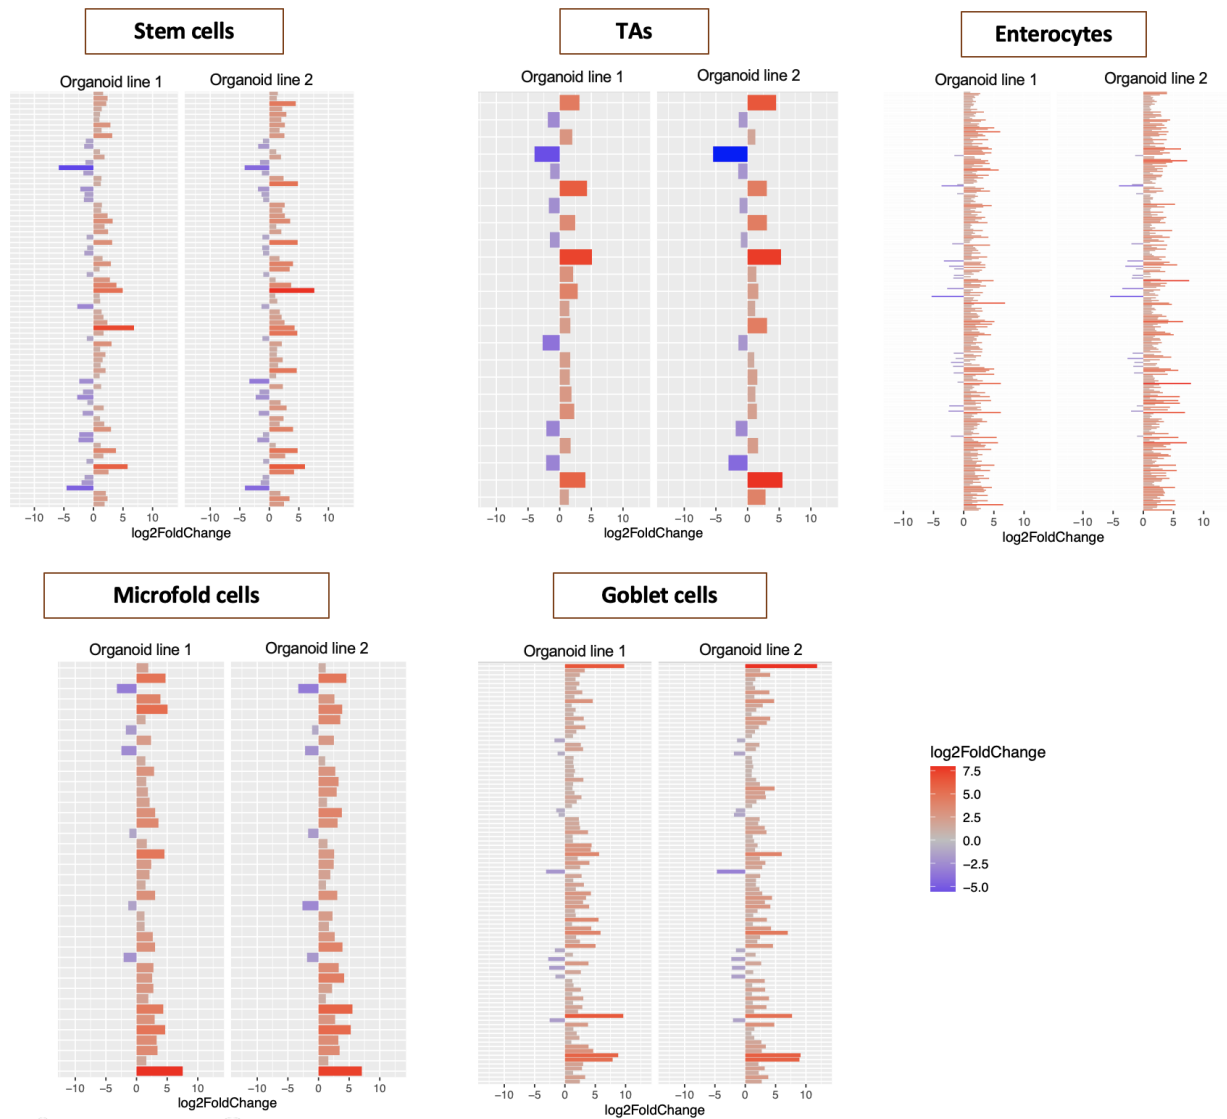 Stem cells
TAs
Enterocytes
Organoid line 1
Organoid line 2
Organoid line 1
Organoid line 2
Organoid line 1
Organoid line 2
−10 −5 0 5 10 −10 −5 0 5 10
log2FoldChange
−10 −5 0 5 10 −10 −5 0 5 10
log2FoldChange
−10 −5 0 5 10 −10 −5 0 5 10
log2FoldChange
Microfold cells
Goblet cells
Organoid line 1
Organoid line 2
Organoid line 1
Organoid line 2
log2FoldChange
7.5
5.0
2.5
0.0
−2.5
−5.0
−10 −5 0 5 10 −10 −5 0 5 10
log2FoldChange
−10 −5 0 5 10 −10 −5 0 5 10
log2FoldChange